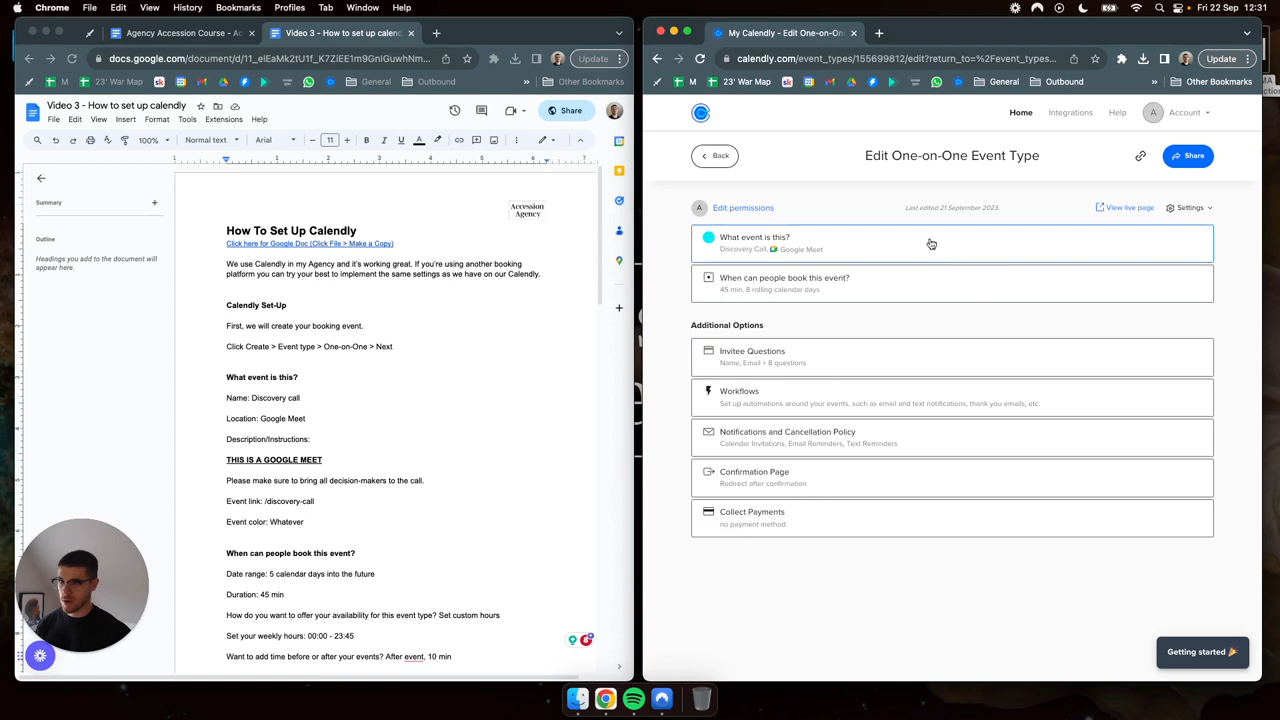 Chrome File Edit View History Bookmarks Profiles Tab Window Help Fri 22 Sep 12:31
Agency Accession Course - Ac Video 3 - How to set up calend
docs.google.com/document/d/11_elEaMk2tU1f_K7ZIEE1m9GnIGuwhNm... Update
M 23' War Map sk General Outbound Other Bookmarks
Video 3 - How to set up calendly
File Edit View Insert Format Tools Extensions Help
Share
100% Normal text Arial 11 B I U A
Summary
Outline
Headings you add to the document will
appear here.
Accession
Agency
How To Set Up Calendly
Click here for Google Doc (Click File > Make a Copy)
We use Calendly in my Agency and it's working great. If you're using another booking
platform you can try your best to implement the same settings as we have on our Calendly.
Calendly Set-Up
First, we will create your booking event.
Click Create > Event type > One-on-One > Next
What event is this?
Name: Discovery call
Location: Google Meet
Description/Instructions:
THIS IS A GOOGLE MEET
Please make sure to bring all decision-makers to the call.
Event link: /discovery-call
Event color: Whatever
When can people book this event?
Date range: 5 calendar days into the future
Duration: 45 min
How do you want to offer your availability for this event type? Set custom hours
Set your weekly hours: 00:00 - 23:45
Want to add time before or after your events? After event, 10 min
My Calendly - Edit One-on-On
calendly.com/event_types/155699812/edit?return_to=%2Fevent_types... Update
M 23' War Map sk General Outbound Other Bookmarks
Home Integrations Help A Account
Back Edit One-on-One Event Type Share
A Edit permissions Last edited 21 September 2023. View live page Settings
What event is this?
Discovery Call, Google Meet
When can people book this event?
45 min, 8 rolling calendar days
Additional Options
Invitee Questions
Name, Email + 8 questions
Workflows
Set up automations around your events, such as email and text notifications, thank you emails, etc.
Notifications and Cancellation Policy
Calendar Invitations, Email Reminders, Text Reminders
Confirmation Page
Redirect after confirmation
Collect Payments
no payment method
Getting started